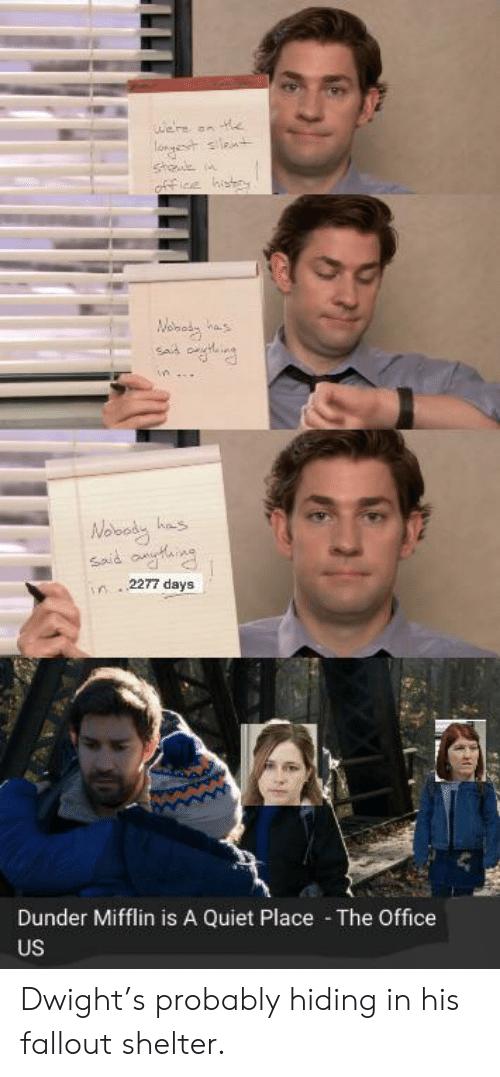 we're on the
longest silent
streak in
office history
Nobody has
said anything
in ...
Nobody has
said anything
in .. 2277 days
Dunder Mifflin is A Quiet Place - The Office
US
Dwight's probably hiding in his
fallout shelter.